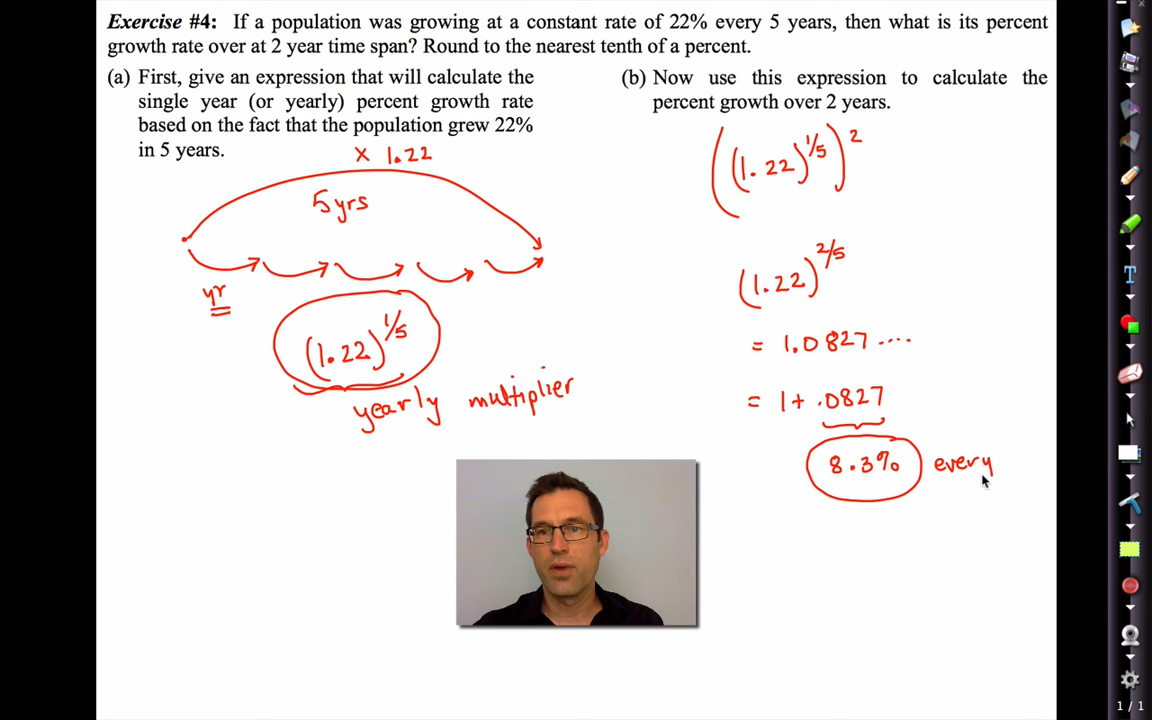 Exercise #4: If a population was growing at a constant rate of 22% every 5 years, then what is its percent
growth rate over at 2 year time span? Round to the nearest tenth of a percent.
(a) First, give an expression that will calculate the
single year (or yearly) percent growth rate
based on the fact that the population grew 22%
in 5 years.
x 1.22
5 yrs
yr
(1.22)^1/5
yearly multiplier
(b) Now use this expression to calculate the
percent growth over 2 years.
((1.22)^1/5)^2
(1.22)^2/5
= 1.0827....
= 1 + .0827
8.3% every
T
1 / 1